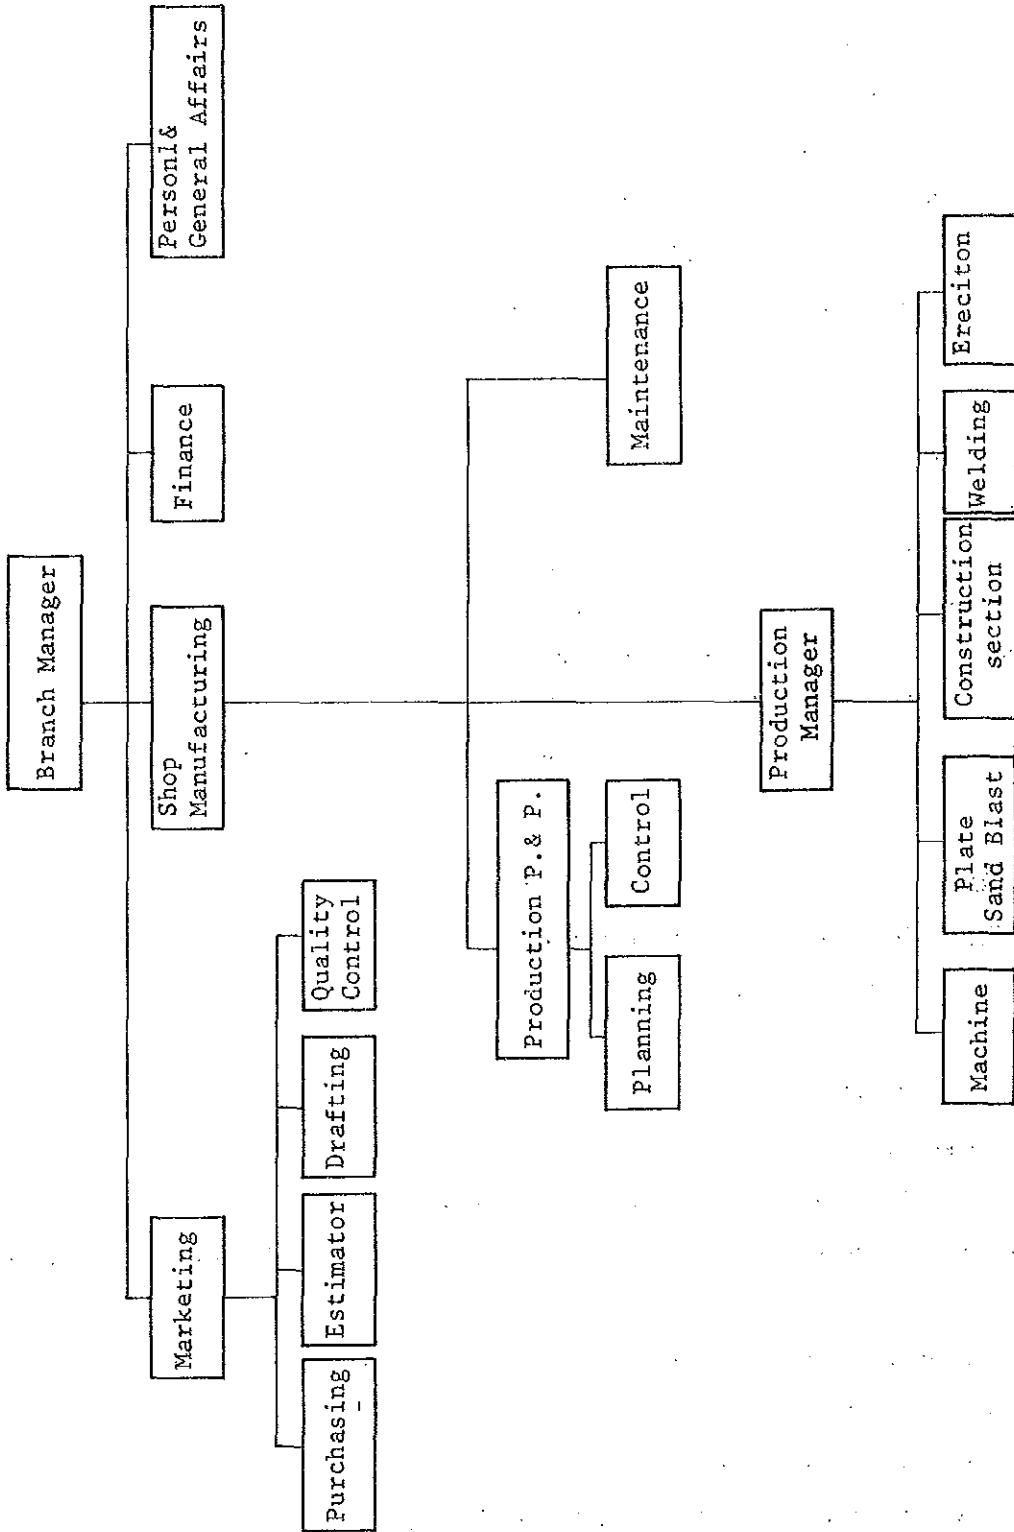 Branch Manager
Marketing
Shop
Manufacturing
Finance
Personl&
General Affairs
Purchasing
Estimator
Drafting
Quality
Control
Production P.& P.
Planning
Control
Maintenance
Production
Manager
Machine
Plate
Sand Blast
Construction
section
Welding
Ereciton